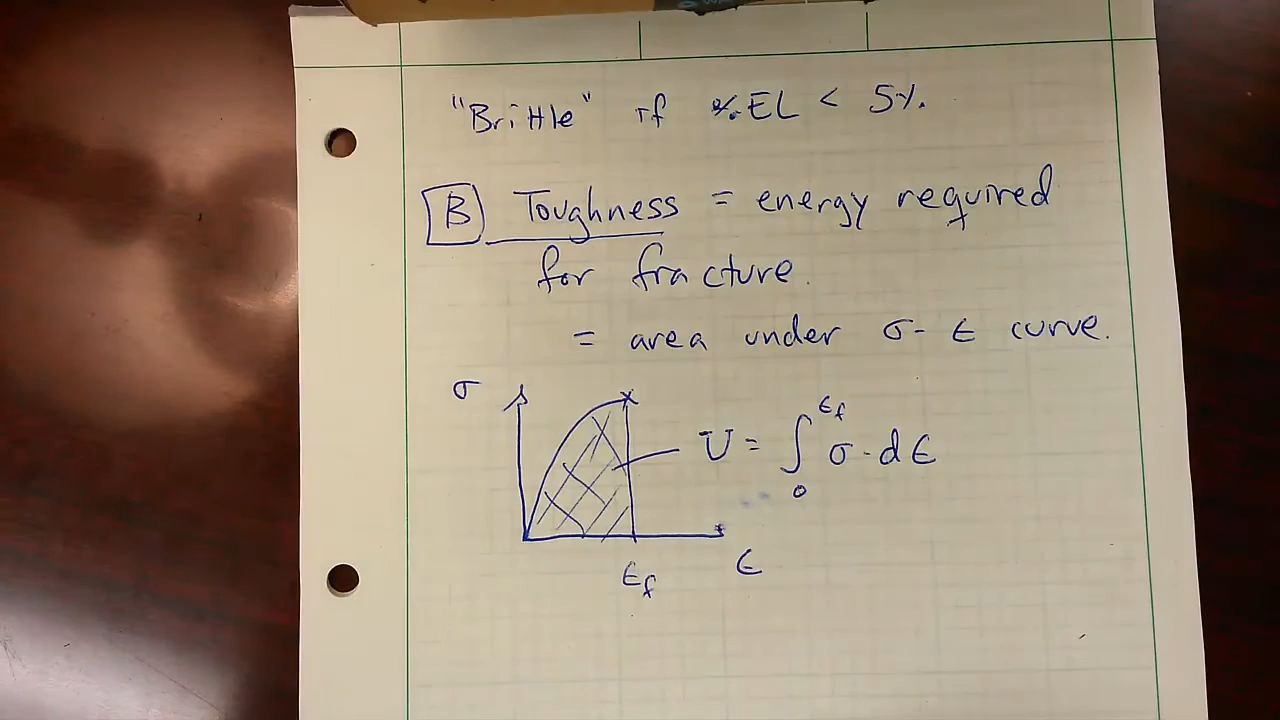 "Brittle" if %EL < 5%.
B Toughness = energy required
for fracture.
= area under σ-ϵ curve.
σ
U = ∫₀^ϵf σ·dϵ
ϵf
ϵ